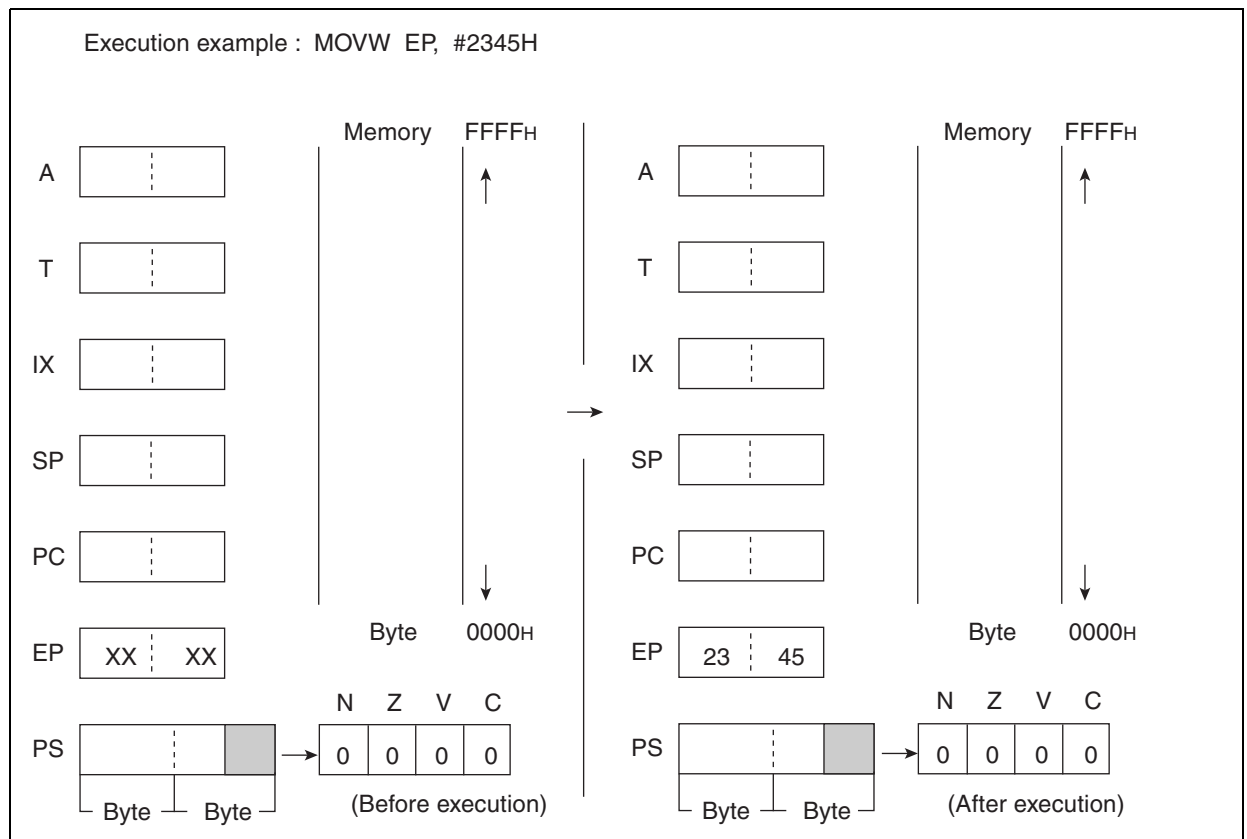 Execution example : MOVW EP, #2345H
Memory FFFFH
A
T
IX
SP
PC
Byte 0000H
EP XX XX
N Z V C
PS 0 0 0 0
Byte Byte (Before execution)
Memory FFFFH
A
T
IX
SP
PC
Byte 0000H
EP 23 45
N Z V C
PS 0 0 0 0
Byte Byte (After execution)